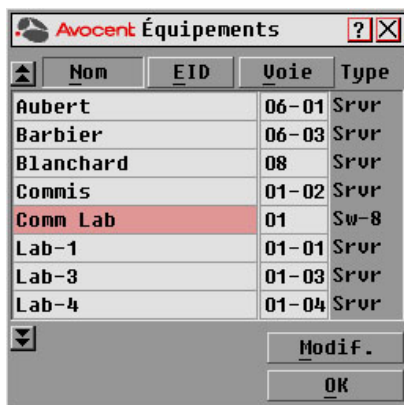 Avocent Équipements ? X
Nom EID Voie Type
Aubert 06-01 Srvr
Barbier 06-03 Srvr
Blanchard 08 Srvr
Commis 01-02 Srvr
Comm Lab 01 Sw-8
Lab-1 01-01 Srvr
Lab-3 01-03 Srvr
Lab-4 01-04 Srvr
Modif.
OK